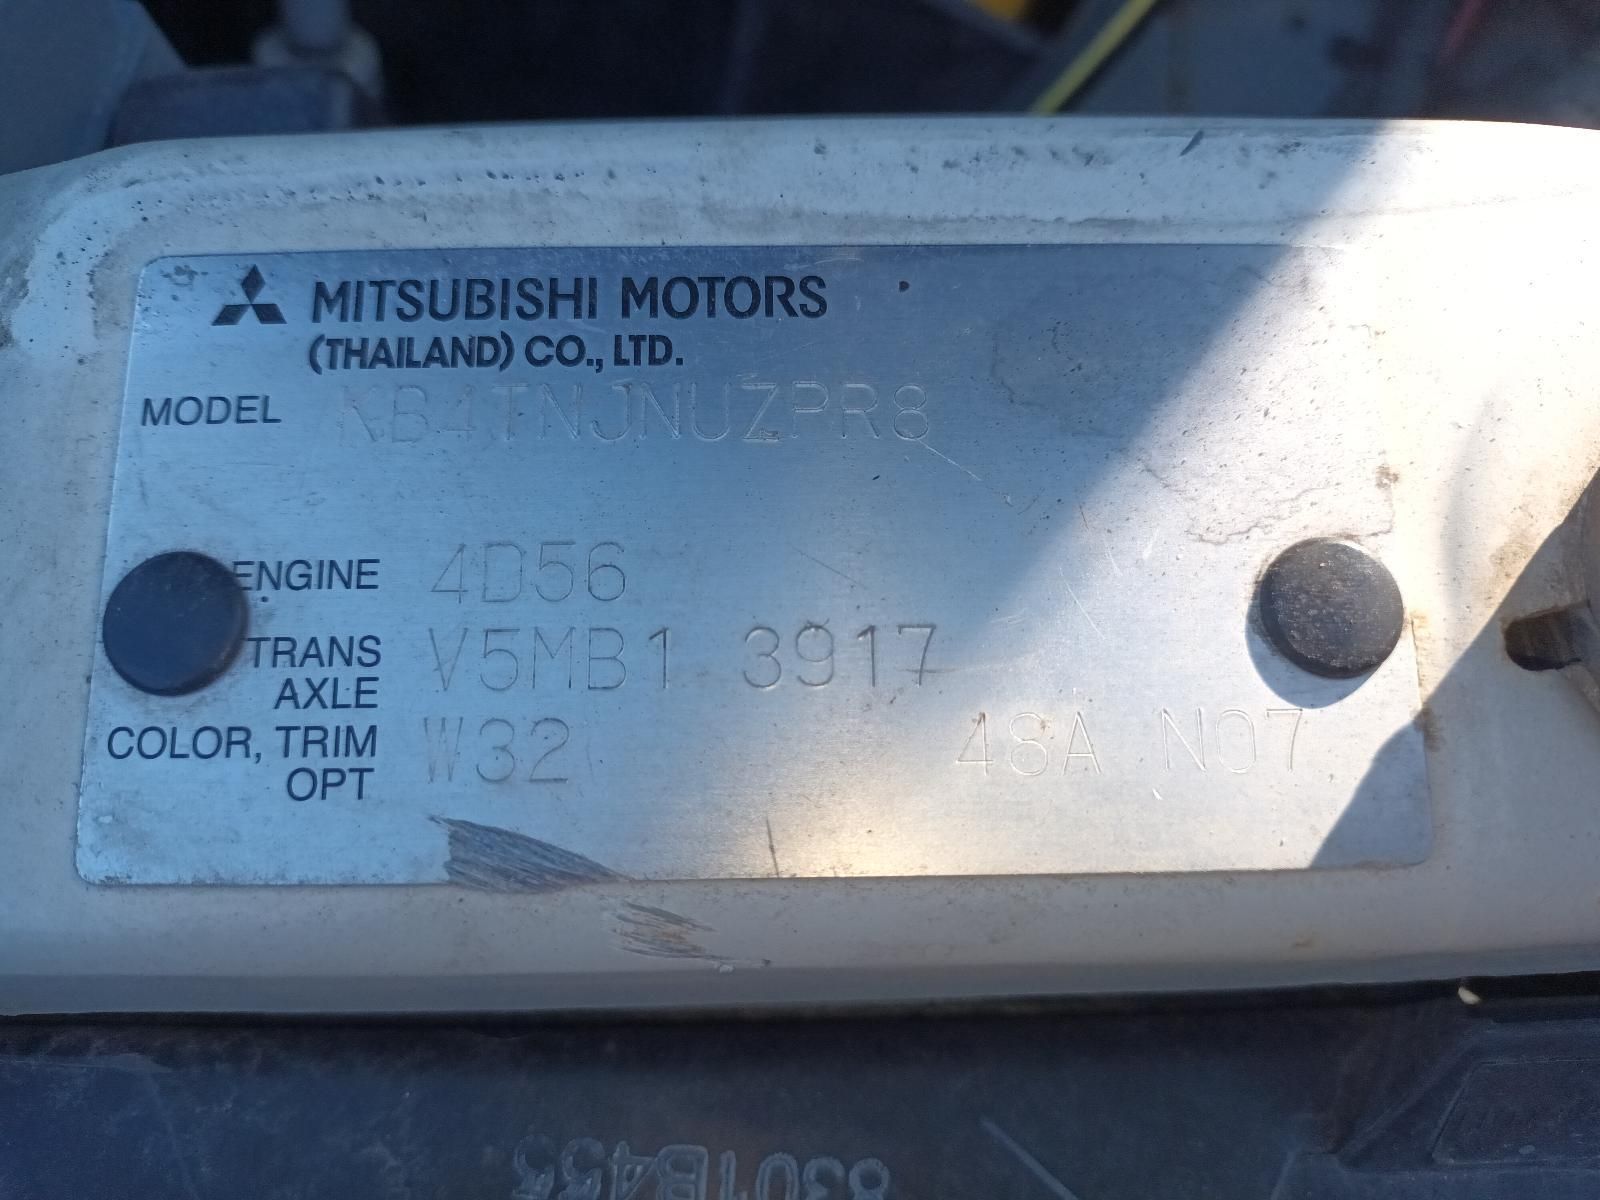 MITSUBISHI MOTORS
(THAILAND) CO., LTD.
MODEL KB4TNJNUZPR8
ENGINE 4D56
TRANS AXLE V5MB1 3917
COLOR, TRIM OPT W32 48A N07
8301B455